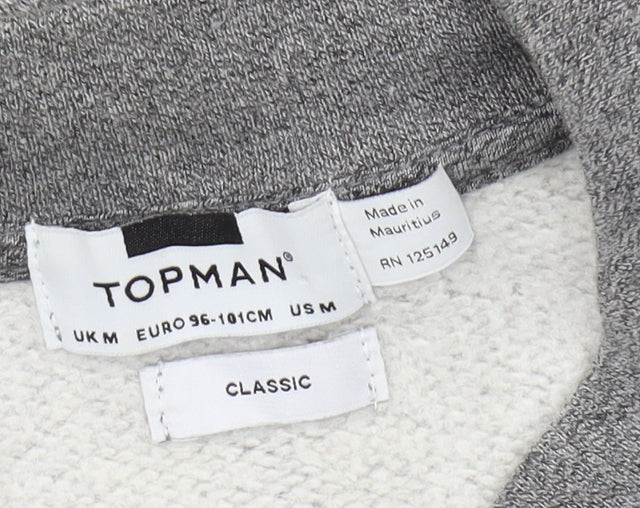 TOPMAN®
UK M EURO 96-101CM US M
Made in
Mauritius
RN 125149
CLASSIC